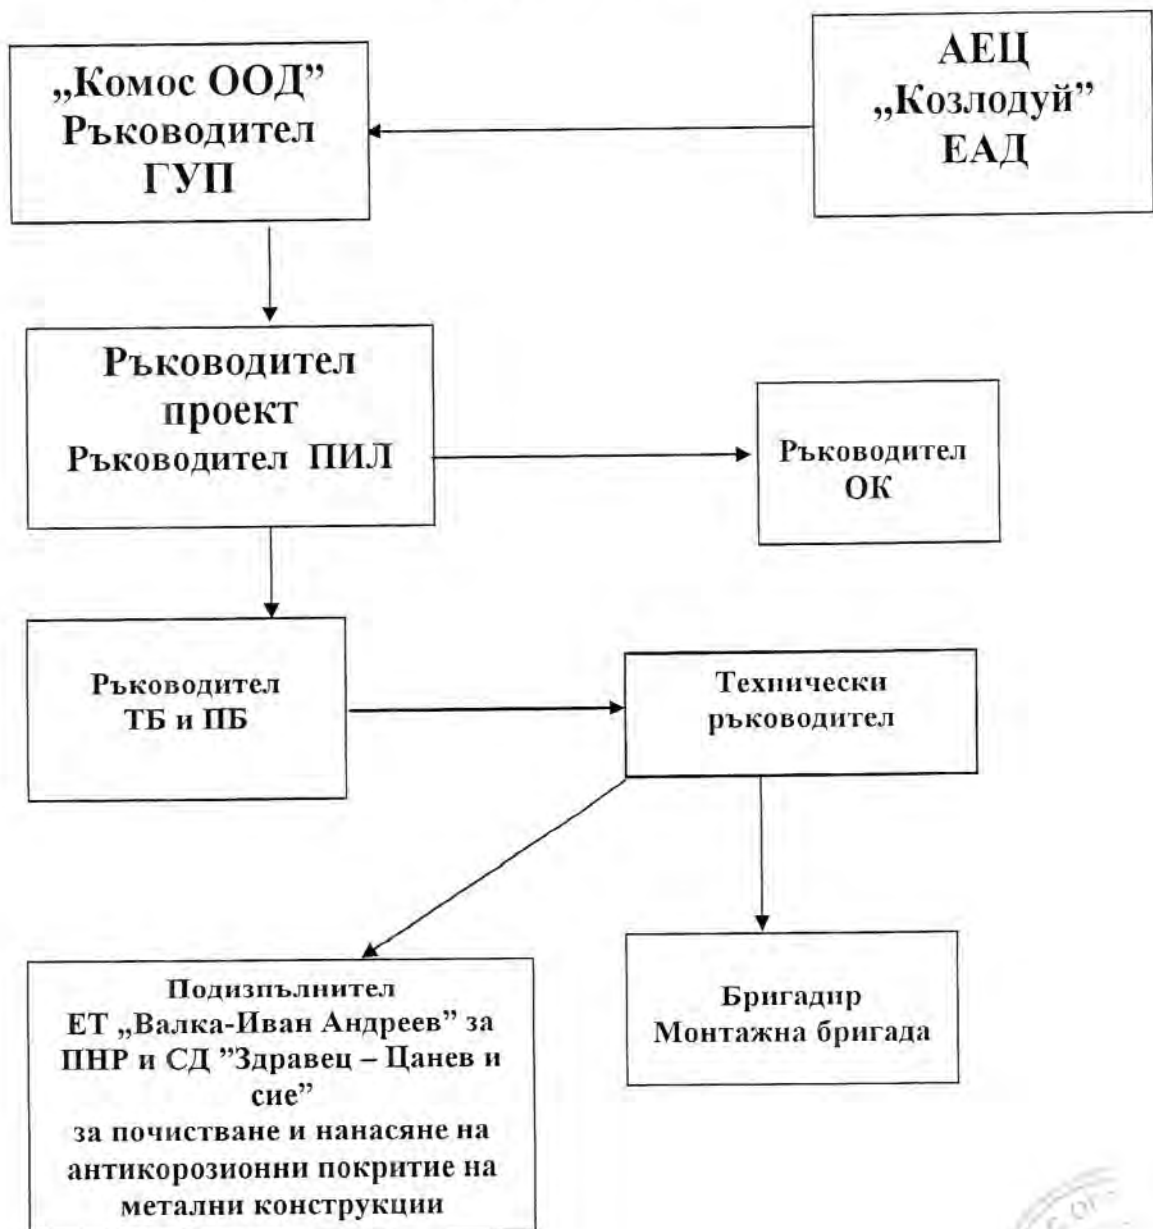 „Комос ООД”
Ръководител
ГУП
АЕЦ
„Козлодуй”
ЕАД
Ръководител
проект
Ръководител ПИЛ
Ръководител
ОК
Ръководител
ТБ и ПБ
Технически
ръководител
Подизпълнител
ЕТ „Валка-Иван Андреев” за
ПНР и СД ”Здравец – Цанев и
сие”
за почистване и нанасяне на
антикорозионни покритие на
метални конструкции
Бригадир
Монтажна бригада